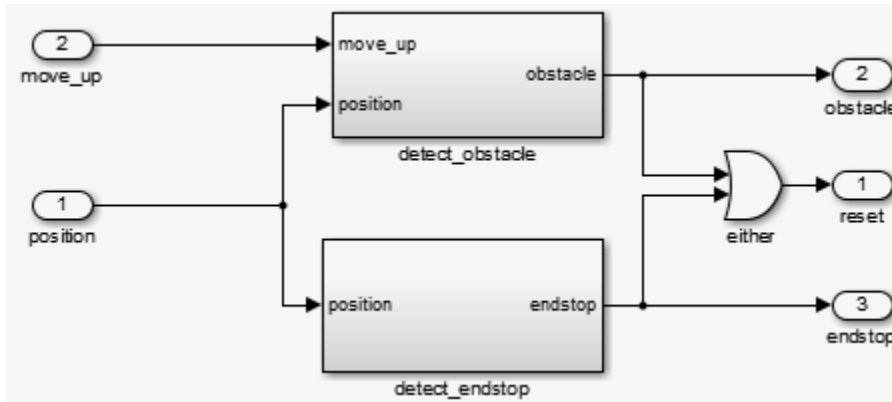 2
move_up
move_up
position
obstacle
detect_obstacle
2
obstacle
1
position
either
1
reset
position
endstop
detect_endstop
3
endstop